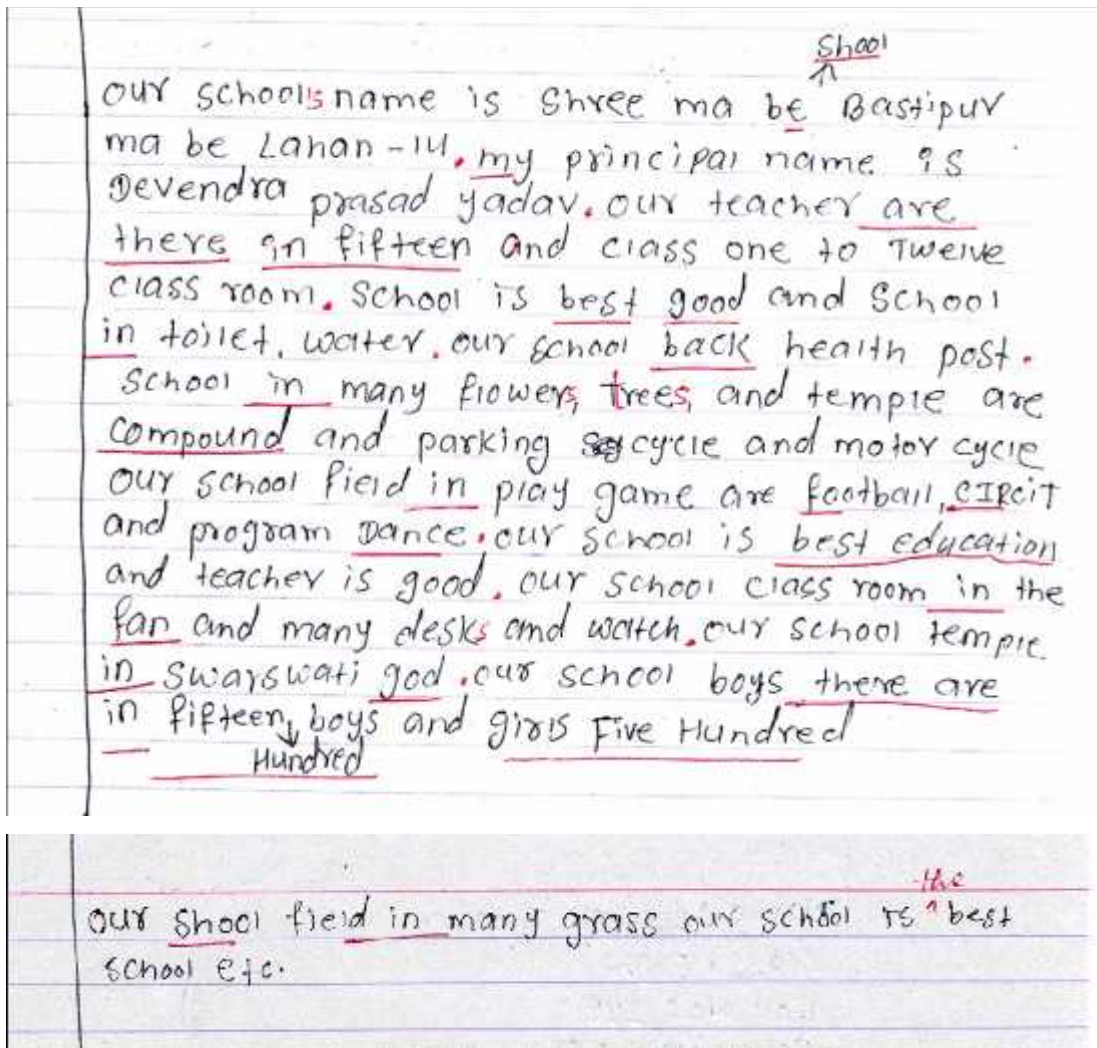 Shool
our school's name is Shree ma be Bastipur
ma be Lahan-14. my principal name is
Devendra prasad yadav. our teacher are
there in fifteen and class one to Twelve
class room. School is best good and School
in toilet, water. our school back health post.
School in many flowers, trees, and temple are
compound and parking cycle and motor cycle
our school field in play game are football, CIRCIT
and program Dance. our school is best education
and teacher is good. our school class room in the
fan and many desks and watch. our school temple
in Swarswati god. our school boys there are
in fifteen boys and girls Five Hundred
Hundred
the
our Shool field in many grass our school is best
school etc.